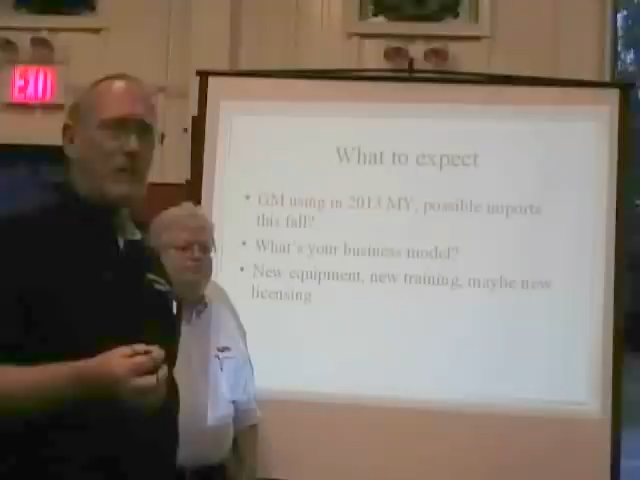 EXIT
What to expect
• GM using in 2013 MY, possible imports
this fall?
• What's your business model?
• New equipment, new training, maybe new
licensing